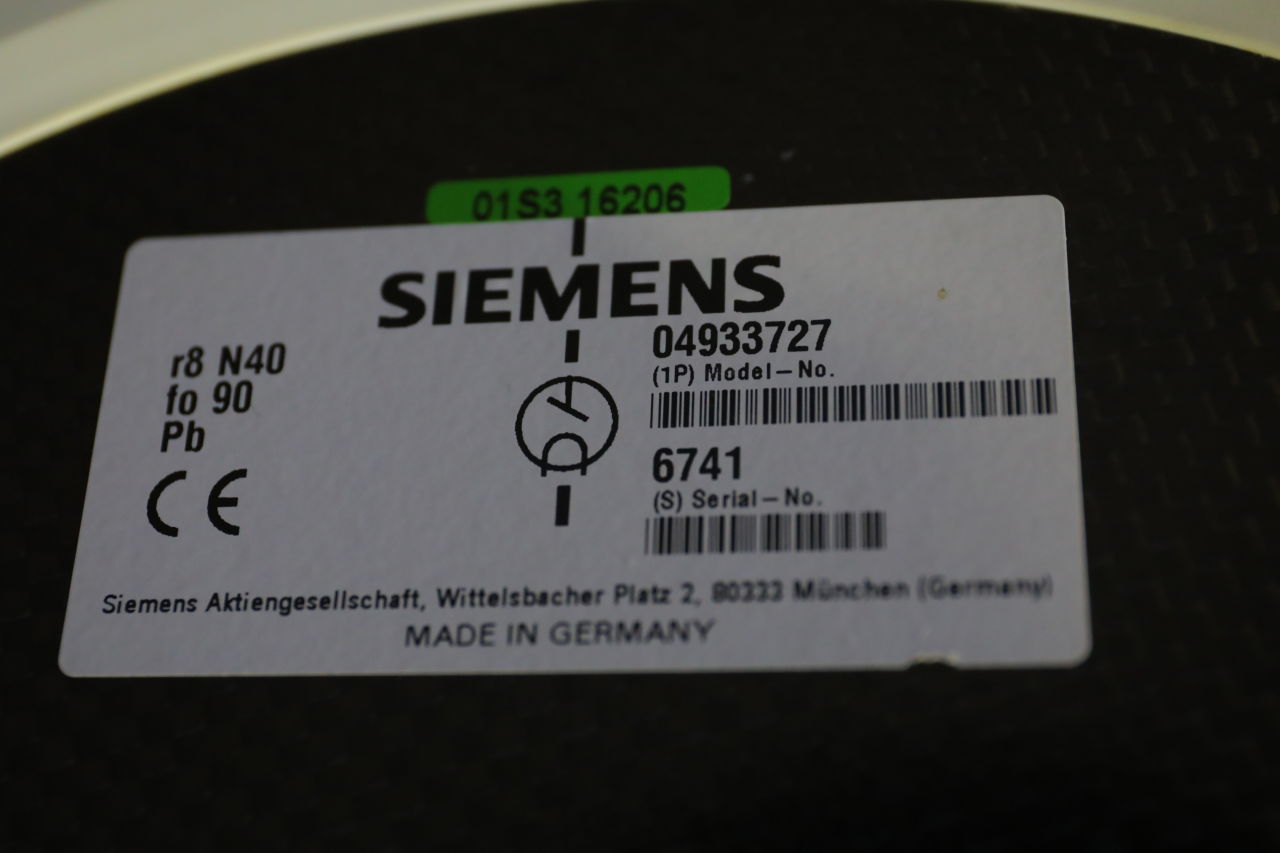 01S3 16206
SIEMENS
r8 N40
fo 90
Pb
CE
04933727
(1P) Model-No.
6741
(S) Serial-No.
Siemens Aktiengesellschaft, Wittelsbacher Platz 2, 80333 München (Germany)
MADE IN GERMANY